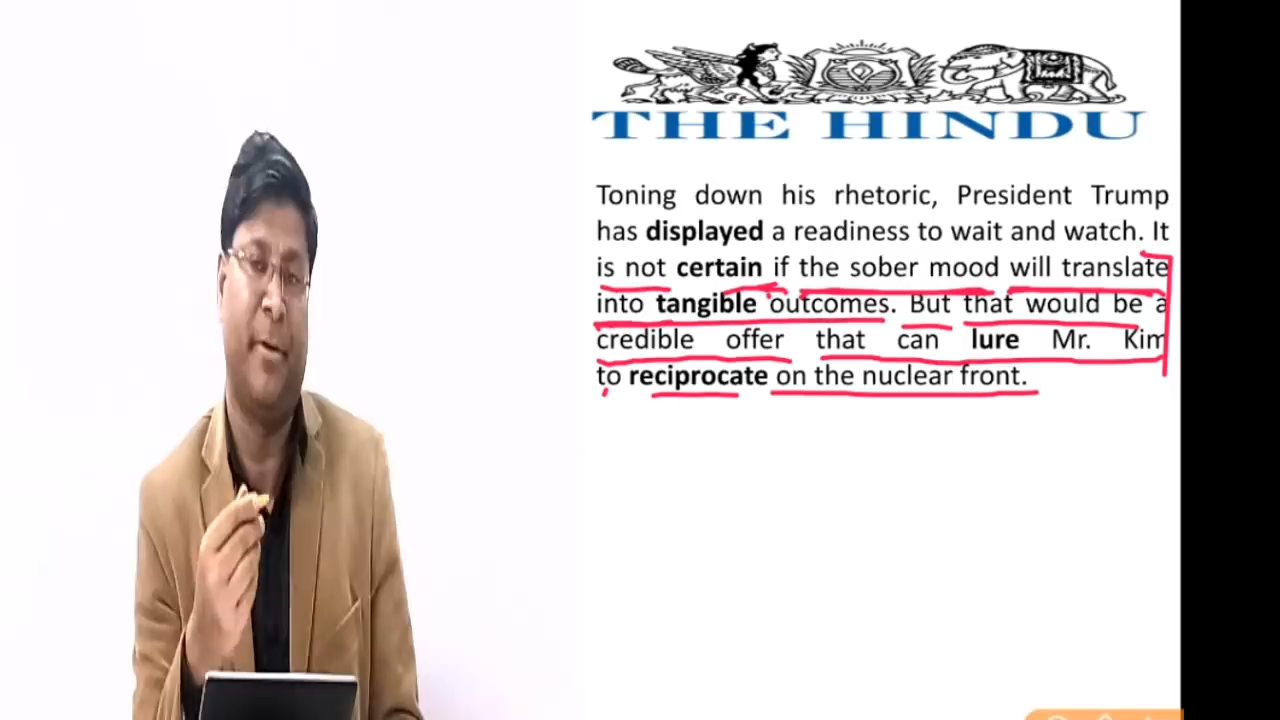 THE HINDU
Toning down his rhetoric, President Trump
has displayed a readiness to wait and watch. It
is not certain if the sober mood will translate
into tangible outcomes. But that would be a
credible offer that can lure Mr. Kim
to reciprocate on the nuclear front.